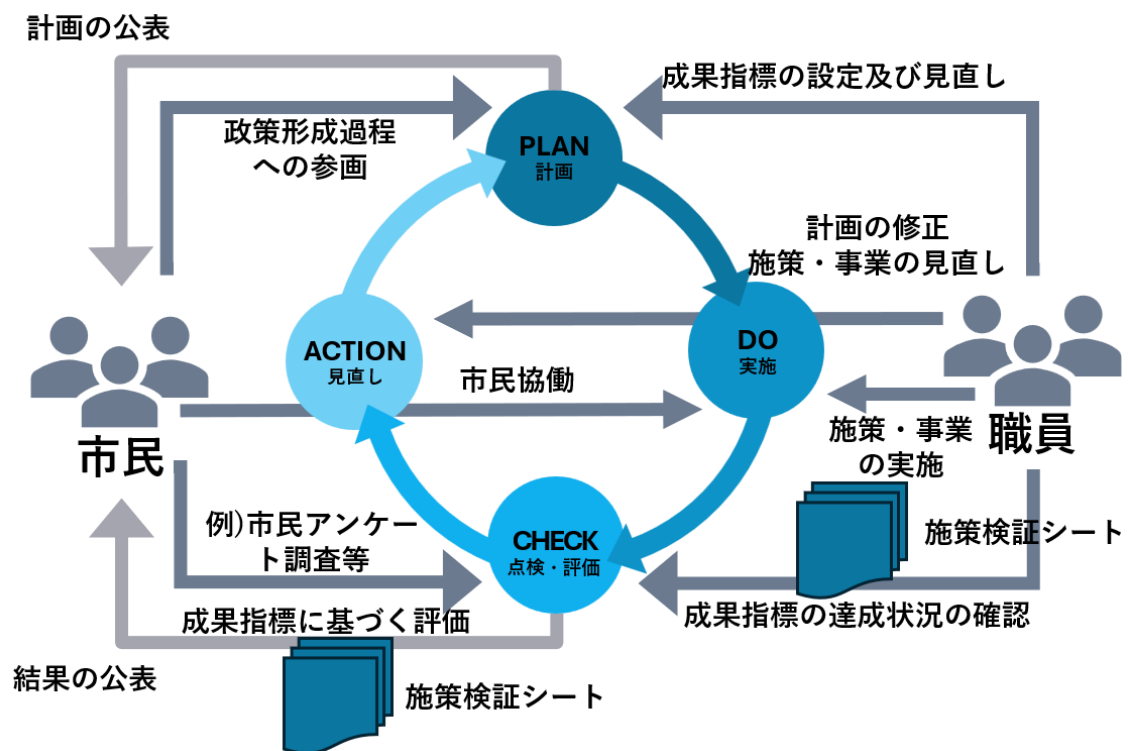 計画の公表
成果指標の設定及び見直し
政策形成過程
への参画
PLAN
計画
計画の修正
施策・事業の見直し
ACTION
見直し
DO
実施
市民協働
市民
職員
施策・事業
の実施
例)市民アンケー
ト調査等
CHECK
点検・評価
施策検証シート
成果指標に基づく評価
成果指標の達成状況の確認
結果の公表
施策検証シート